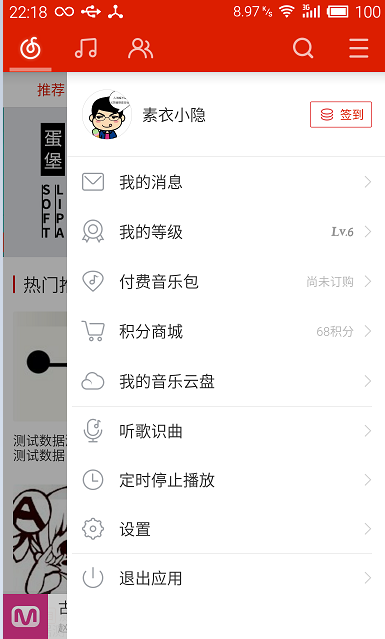 22:18
8.97 K/s
3G
100
推荐
素衣小隐
签到
蛋堡
SOFT LIPA
我的消息
我的等级 Lv.6
付费音乐包 尚未订购
热门推
积分商城 68积分
我的音乐云盘
听歌识曲
测试数据
测试数据
定时停止播放
设置
A
退出应用
古
赵